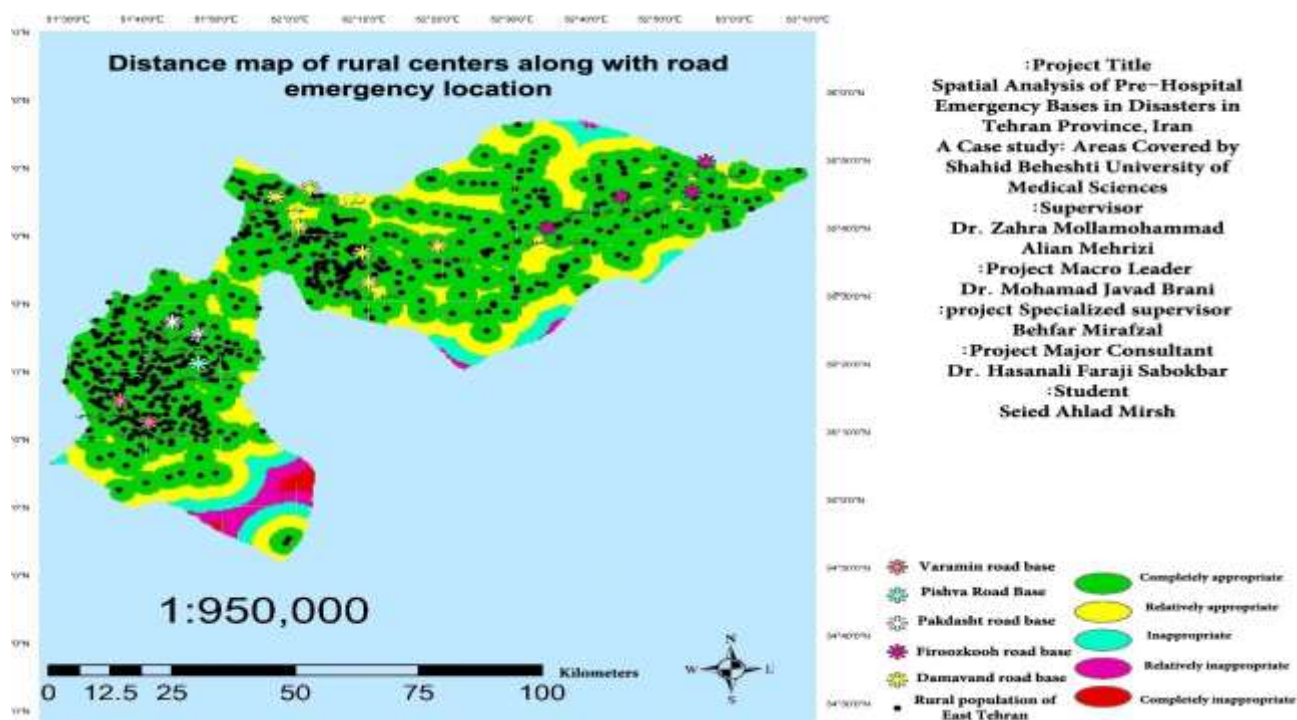 Distance map of rural centers along with road
emergency location
:Project Title
Spatial Analysis of Pre-Hospital
Emergency Bases in Disasters in
Tehran Province, Iran
A Case study: Areas Covered by
Shahid Beheshti University of
Medical Sciences
:Supervisor
Dr. Zahra Mollamohammad
Alian Mehrizi
:Project Macro Leader
Dr. Mohamad Javad Brani
:project Specialized supervisor
Behfar Mirafzal
:Project Major Consultant
Dr. Hasanali Faraji Sabokbar
:Student
Seied Ahlad Mirsh
1:950,000
Kilometers
0 12.5 25 50 75 100
N
W E
S
Varamin road base
Pishva Road Base
Pakdasht road base
Firoozkooh road base
Damavand road base
Rural population of
East Tehran
Completely appropriate
Relatively appropriate
Inappropriate
Relatively inappropriate
Completely inappropriate